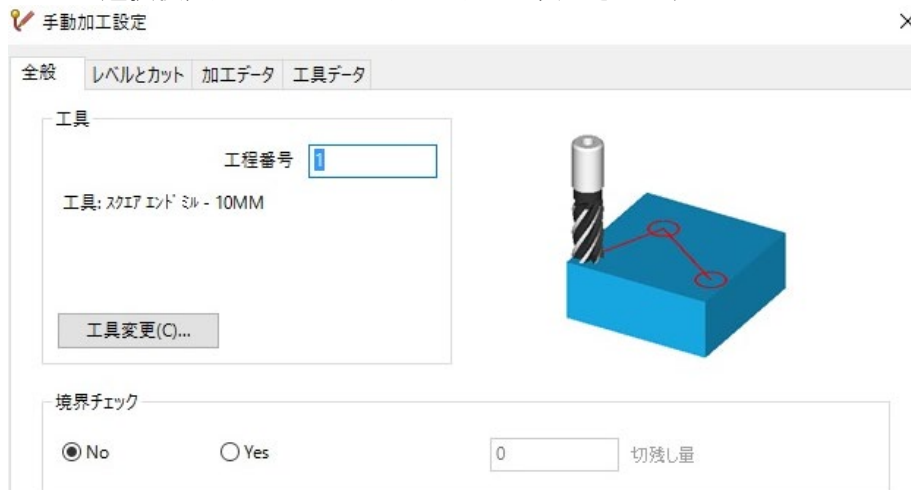 手動加工設定
全般 レベルとカット 加工データ 工具データ
工具
工程番号 1
工具: ｽｸｴｱ ｴﾝﾄﾞ ﾐﾙ - 10MM
工具変更(C)...
境界チェック
No Yes 0 切残し量